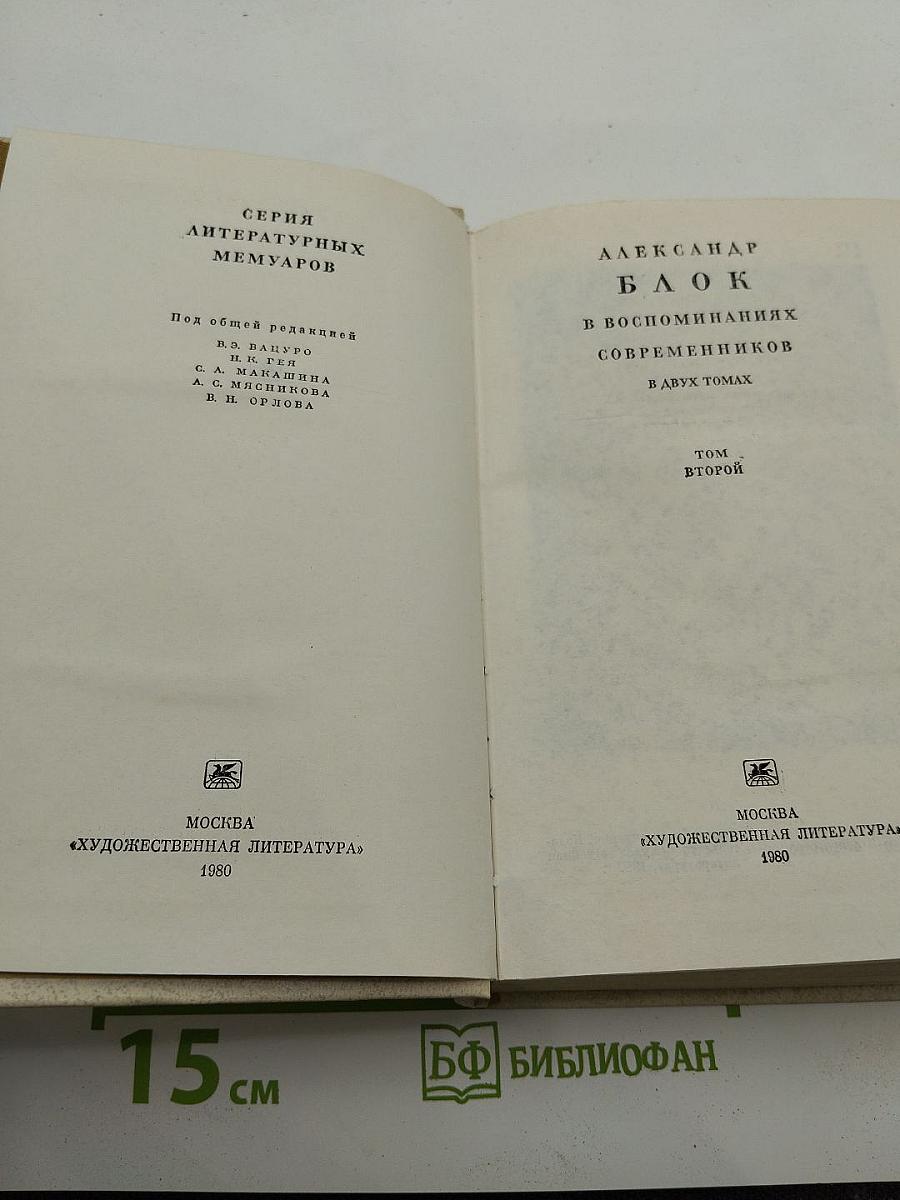 СЕРИЯ
ЛИТЕРАТУРНЫХ
МЕМУАРОВ
Под общей редакцией
В. Э. ВАЦУРО
Н. К. ГЕЯ
С. А. МАКАШИНА
А. С. МЯСНИКОВА
В. Н. ОРЛОВА
МОСКВА
«ХУДОЖЕСТВЕННАЯ ЛИТЕРАТУРА»
1980
АЛЕКСАНДР
БЛОК
В ВОСПОМИНАНИЯХ
СОВРЕМЕННИКОВ
В ДВУХ ТОМАХ
ТОМ
ВТОРОЙ
МОСКВА
«ХУДОЖЕСТВЕННАЯ ЛИТЕРАТУРА»
1980
15 см
БФ БИБЛИОФАН